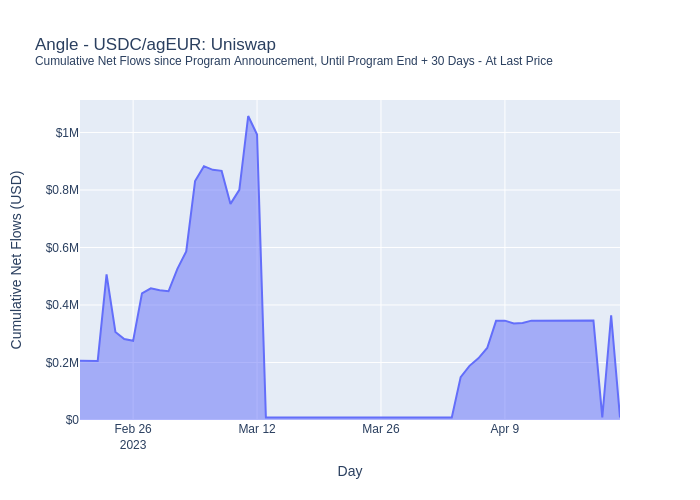 Angle - USDC/agEUR: Uniswap
Cumulative Net Flows since Program Announcement, Until Program End + 30 Days - At Last Price
Cumulative Net Flows (USD)
$1M
$0.8M
$0.6M
$0.4M
$0.2M
$0
Feb 26
2023
Mar 12
Mar 26
Apr 9
Day